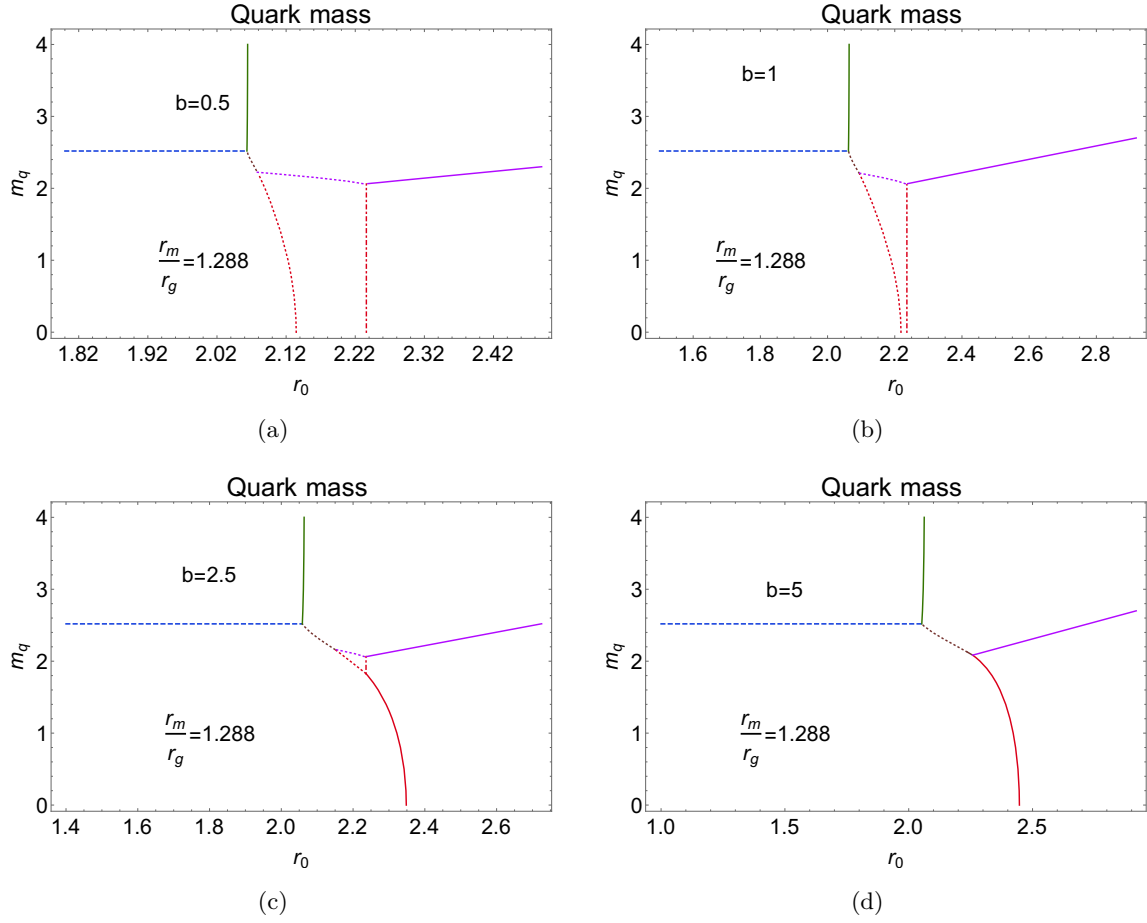 Quark mass
4
3
2
1
0
m_q
b=0.5
r_m/r_g=1.288
1.82 1.92 2.02 2.12 2.22 2.32 2.42
r_0
(a)
Quark mass
4
3
2
1
0
m_q
b=1
r_m/r_g=1.288
1.6 1.8 2.0 2.2 2.4 2.6 2.8
r_0
(b)
Quark mass
4
3
2
1
0
m_q
b=2.5
r_m/r_g=1.288
1.4 1.6 1.8 2.0 2.2 2.4 2.6
r_0
(c)
Quark mass
4
3
2
1
0
m_q
b=5
r_m/r_g=1.288
1.0 1.5 2.0 2.5
r_0
(d)